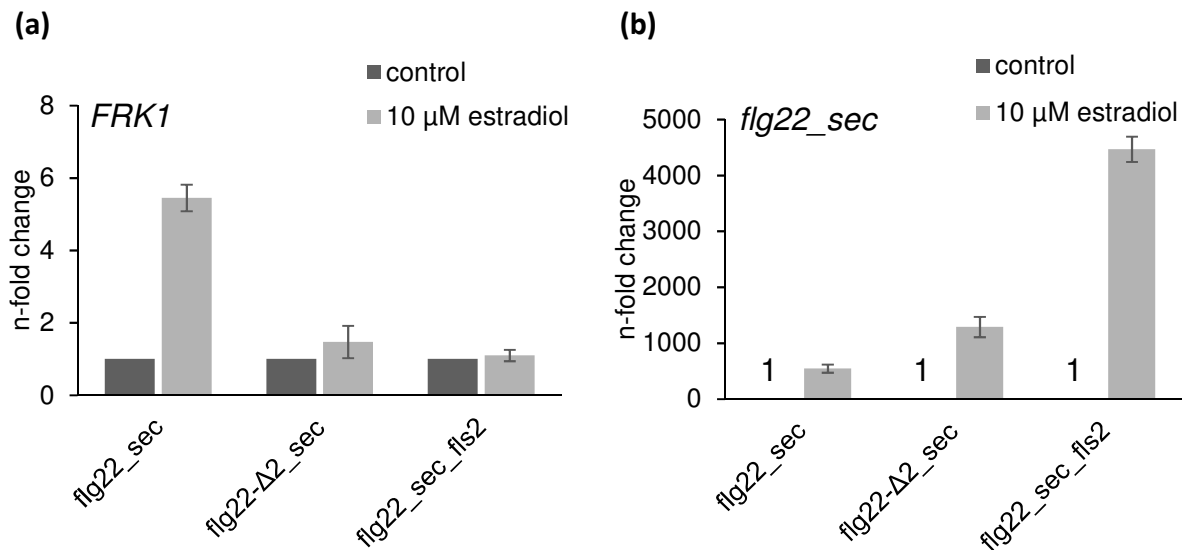 (a)
control
10 µM estradiol
FRK1
n-fold change
8
6
4
2
0
flg22_sec
flg22-Δ2_sec
flg22_sec_fls2
(b)
control
10 µM estradiol
flg22_sec
n-fold change
5000
4000
3000
2000
1000
0
1
1
1
flg22_sec
flg22-Δ2_sec
flg22_sec_fls2